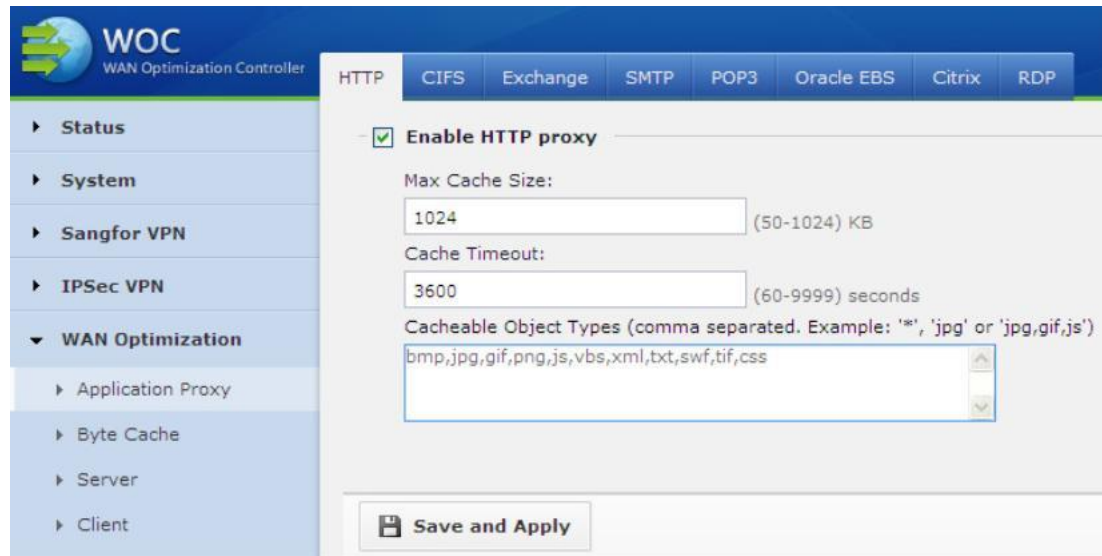 WOC
WAN Optimization Controller
HTTP CIFS Exchange SMTP POP3 Oracle EBS Citrix RDP
Status
System
Sangfor VPN
IPSec VPN
WAN Optimization
Application Proxy
Byte Cache
Server
Client
Enable HTTP proxy
Max Cache Size:
1024 (50-1024) KB
Cache Timeout:
3600 (60-9999) seconds
Cacheable Object Types (comma separated. Example: '*', 'jpg' or 'jpg,gif,js')
bmp,jpg,gif,png,js,vbs,xml,txt,swf,tif,css
Save and Apply